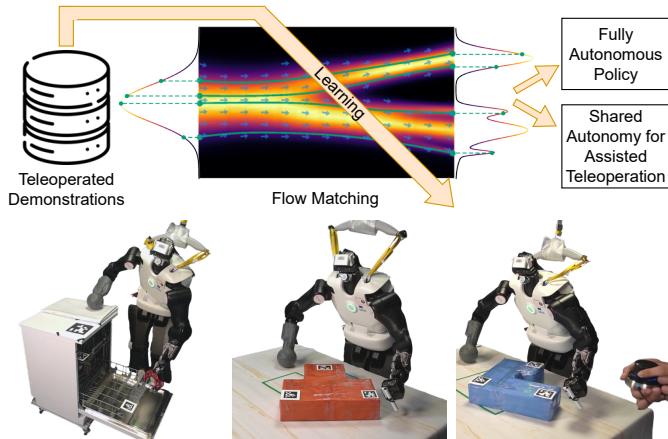 Learning
Fully
Autonomous
Policy
Shared
Autonomy for
Assisted
Teleoperation
Teleoperated
Demonstrations
Flow Matching